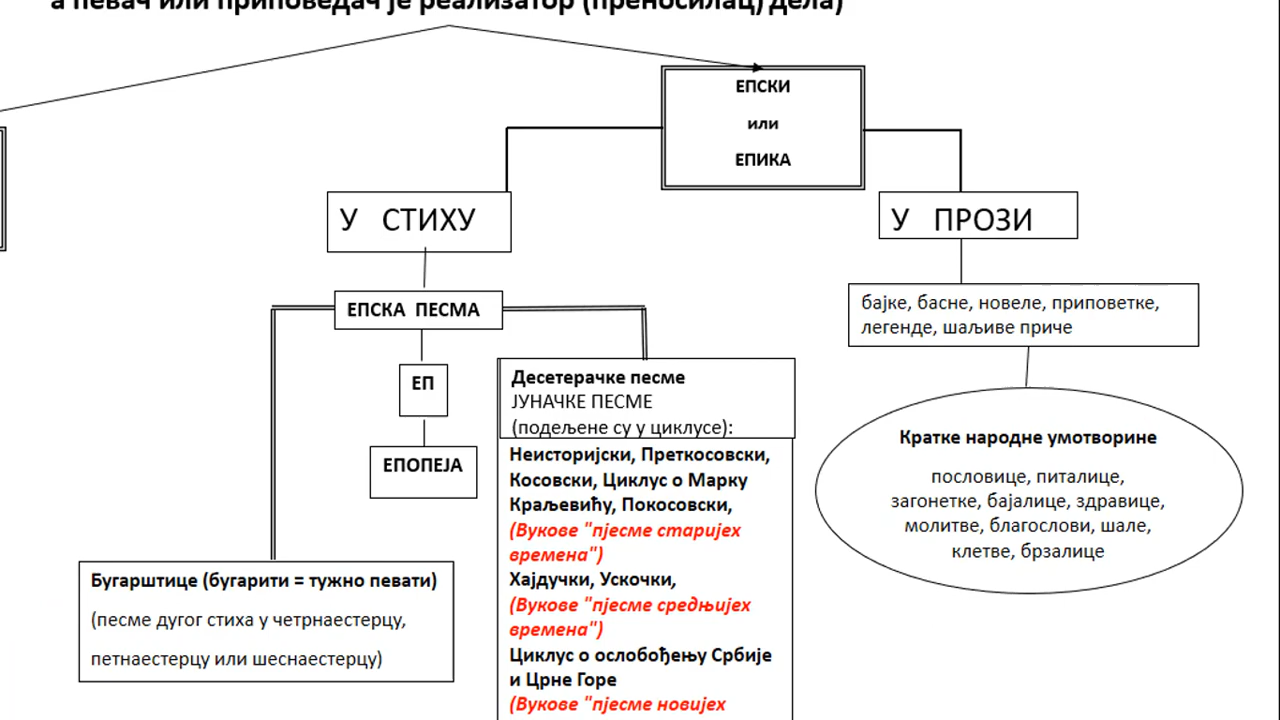 а певач или приповедач је реализатор (преносилац) дела)
ЕПСКИ
или
ЕПИКА
У СТИХУ
У ПРОЗИ
ЕПСКА ПЕСМА
бајке, басне, новеле, приповетке,
легенде, шаљиве приче
ЕП
ЕПОПЕЈА
Десетерачке песме
ЈУНАЧКЕ ПЕСМЕ
(подељене су у циклусе):
Неисторијски, Преткосовски,
Косовски, Циклус о Марку
Краљевићу, Покосовски,
(Вукове "пјесме старијех
времена")
Хајдучки, Ускочки,
(Вукове "пјесме средњијех
времена")
Циклус о ослобођењу Србије
и Црне Горе
(Вукове "пјесме новијех
Кратке народне умотворине
пословице, питалице,
загонетке, бајалице, здравице,
молитве, благослови, шале,
клетве, брзалице
Бугарштице (бугарити = тужно певати)
(песме дугог стиха у четрнаестерцу,
петнаестерцу или шеснаестерцу)